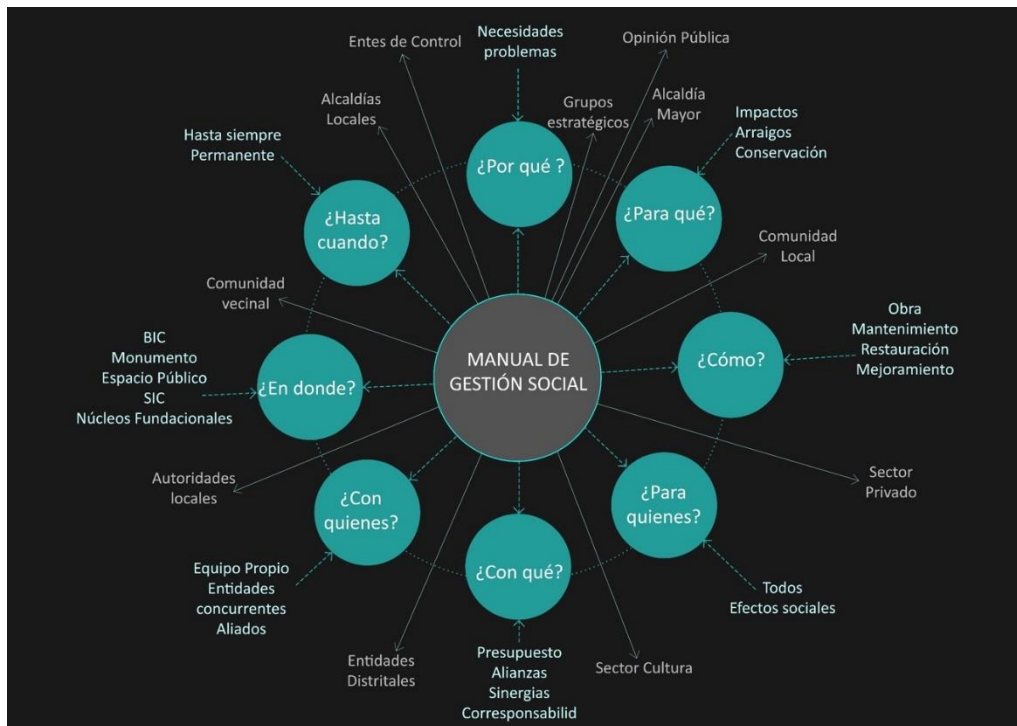 Entes de Control
Necesidades
problemas
Opinión Pública
Alcaldías
Locales
Grupos
estratégicos
Alcaldía
Mayor
Impactos
Arraigos
Conservación
Hasta siempre
Permanente
¿Por qué ?
¿Hasta
cuando?
¿Para qué?
Comunidad
Local
Comunidad
vecinal
BIC
Monumento
Espacio Público
SIC
Núcleos Fundacionales
¿En donde?
MANUAL DE
GESTIÓN SOCIAL
¿Cómo?
Obra
Mantenimiento
Restauración
Mejoramiento
Autoridades
locales
¿Con
quienes?
¿Para
quienes?
Sector
Privado
Equipo Propio
Entidades
concurrentes
Aliados
¿Con qué?
Todos
Efectos sociales
Entidades
Distritales
Presupuesto
Alianzas
Sinergias
Corresponsabilid
Sector Cultura